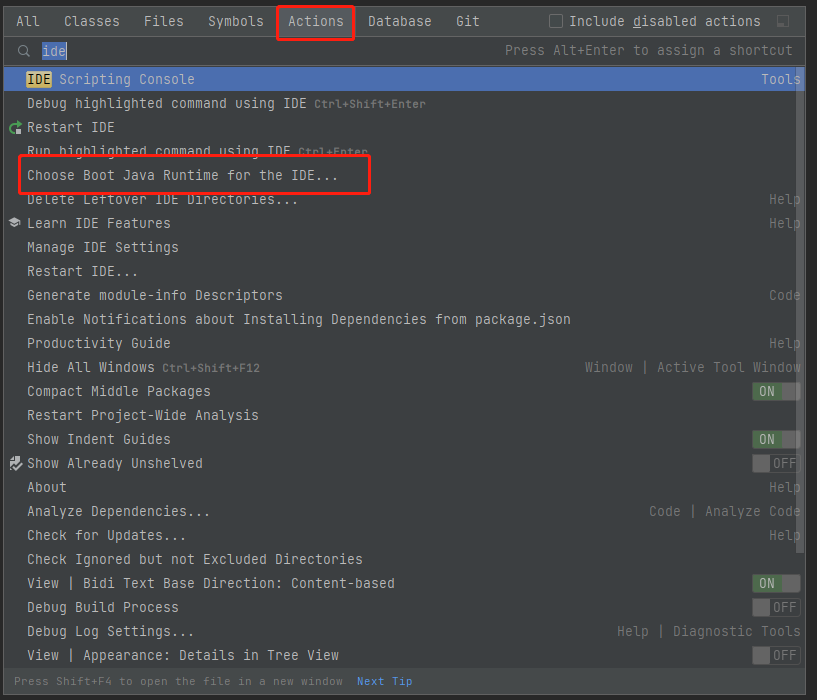 All Classes Files Symbols Actions Database Git Include disabled actions
ide Press Alt+Enter to assign a shortcut
IDE Scripting Console Tools
Debug highlighted command using IDE Ctrl+Shift+Enter
Restart IDE
Run highlighted command using IDE Ctrl+Enter
Choose Boot Java Runtime for the IDE...
Delete Leftover IDE Directories... Help
Learn IDE Features Help
Manage IDE Settings
Restart IDE...
Generate module-info Descriptors Code
Enable Notifications about Installing Dependencies from package.json
Productivity Guide Help
Hide All Windows Ctrl+Shift+F12 Window | Active Tool Window
Compact Middle Packages ON
Restart Project-Wide Analysis
Show Indent Guides ON
Show Already Unshelved OFF
About Help
Analyze Dependencies... Code | Analyze Code
Check for Updates... Help
Check Ignored but not Excluded Directories
View | Bidi Text Base Direction: Content-based ON
Debug Build Process OFF
Debug Log Settings... Help | Diagnostic Tools
View | Appearance: Details in Tree View OFF
Press Shift+F4 to open the file in a new window Next Tip